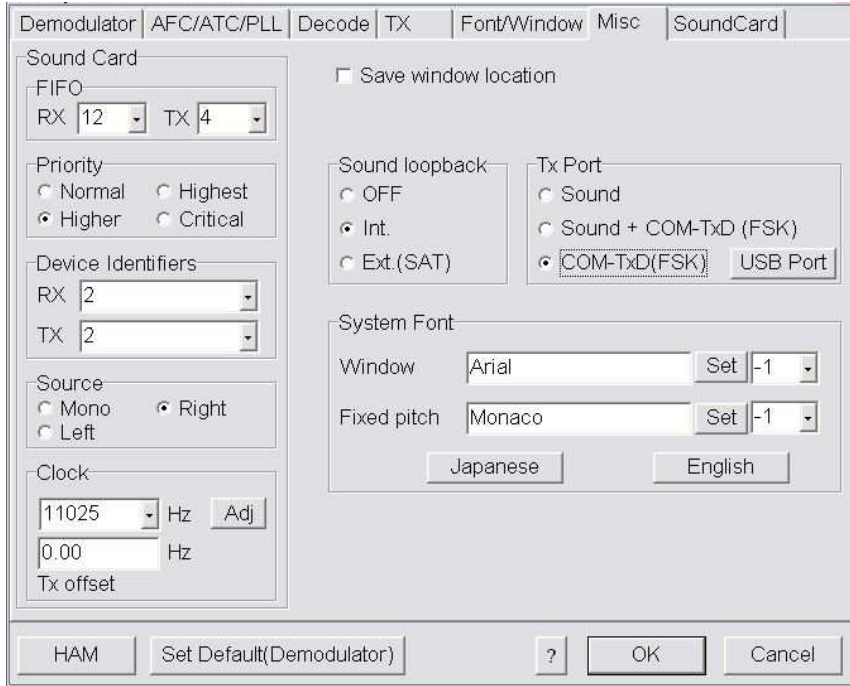 Demodulator AFC/ATC/PLL Decode TX Font/Window Misc SoundCard
Sound Card
FIFO
RX 12 TX 4
Priority
Normal Highest
Higher Critical
Device Identifiers
RX 2
TX 2
Source
Mono Right
Left
Clock
11025 Hz Adj
0.00 Hz
Tx offset
Save window location
Sound loopback
OFF
Int.
Ext.(SAT)
Tx Port
Sound
Sound + COM-TxD (FSK)
COM-TxD(FSK) USB Port
System Font
Window Arial Set -1
Fixed pitch Monaco Set -1
Japanese English
HAM Set Default(Demodulator) ? OK Cancel